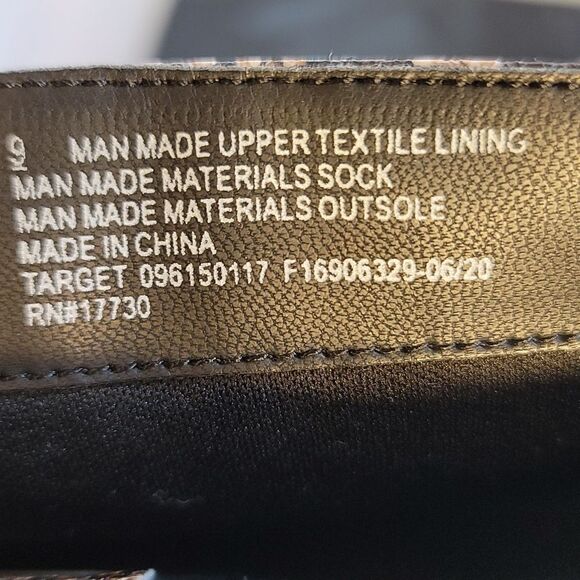 9 MAN MADE UPPER TEXTILE LINING
MAN MADE MATERIALS SOCK
MAN MADE MATERIALS OUTSOLE
MADE IN CHINA
TARGET 096150117 F16906329-06/20
RN#17730